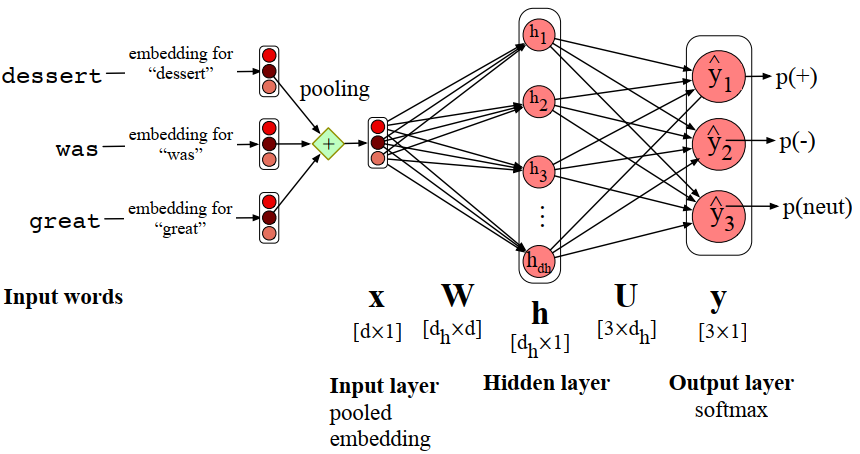 dessert
embedding for
“dessert”
pooling
was
embedding for
“was”
+
great
embedding for
“great”
h1
h2
h3
⋮
hdh
ŷ1
ŷ2
ŷ3
p(+)
p(-)
p(neut)
Input words
x
[d×1]
W
[dh×d]
h
[dh×1]
U
[3×dh]
y
[3×1]
Input layer
pooled
embedding
Hidden layer
Output layer
softmax